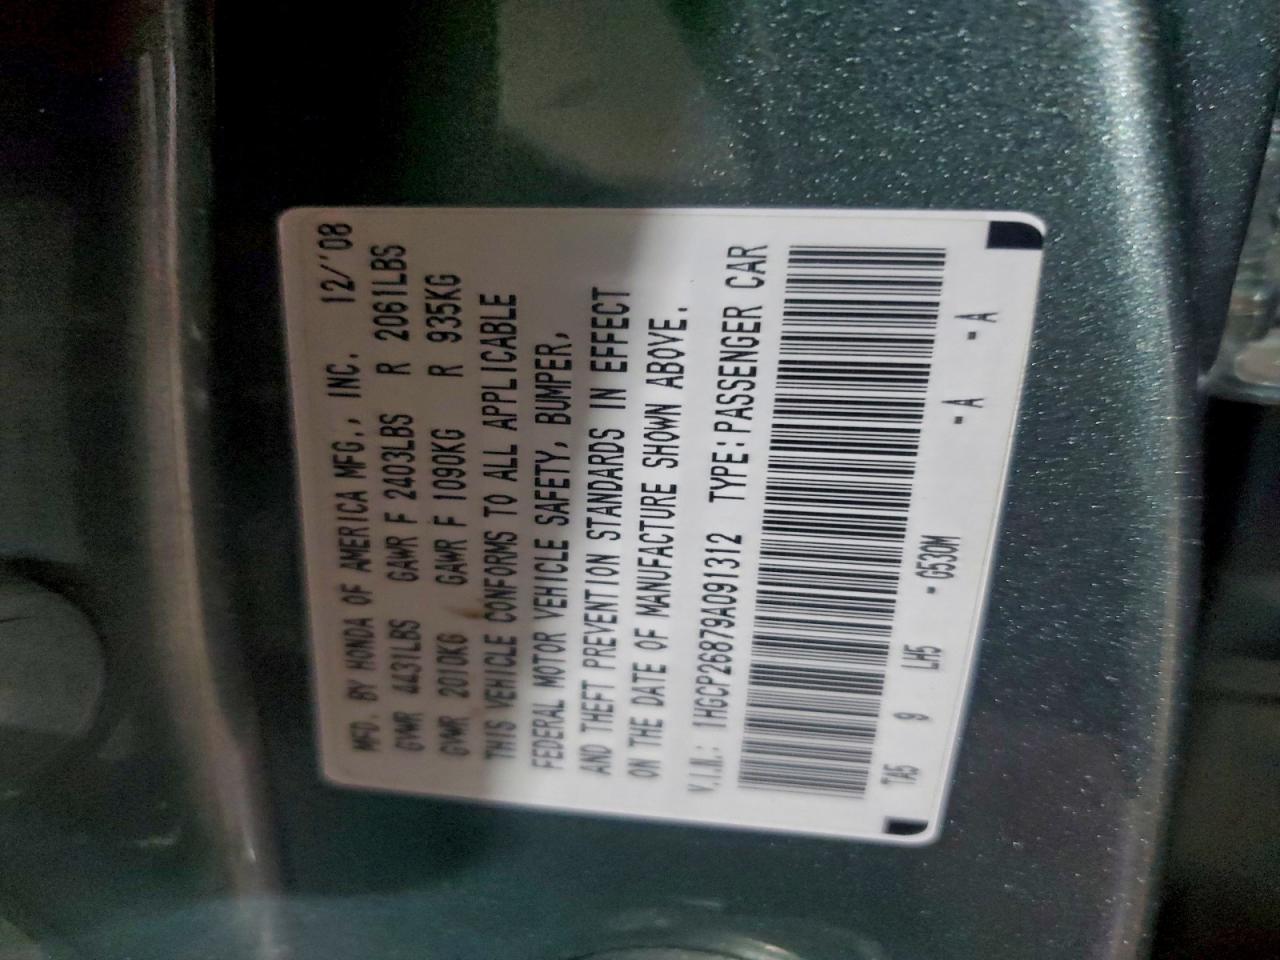 MFD. BY HONDA OF AMERICA MFG., INC. 12/'08
GVWR 4431LBS GAWR F 2403LBS R 2061LBS
GVWR 2010KG GAWR F 1090KG R 935KG
THIS VEHICLE CONFORMS TO ALL APPLICABLE
FEDERAL MOTOR VEHICLE SAFETY, BUMPER,
AND THEFT PREVENTION STANDARDS IN EFFECT
ON THE DATE OF MANUFACTURE SHOWN ABOVE.
V.I.N.: 1HGCP26879A091312 TYPE:PASSENGER CAR
TA5 9 LH5 - G530M - A - A